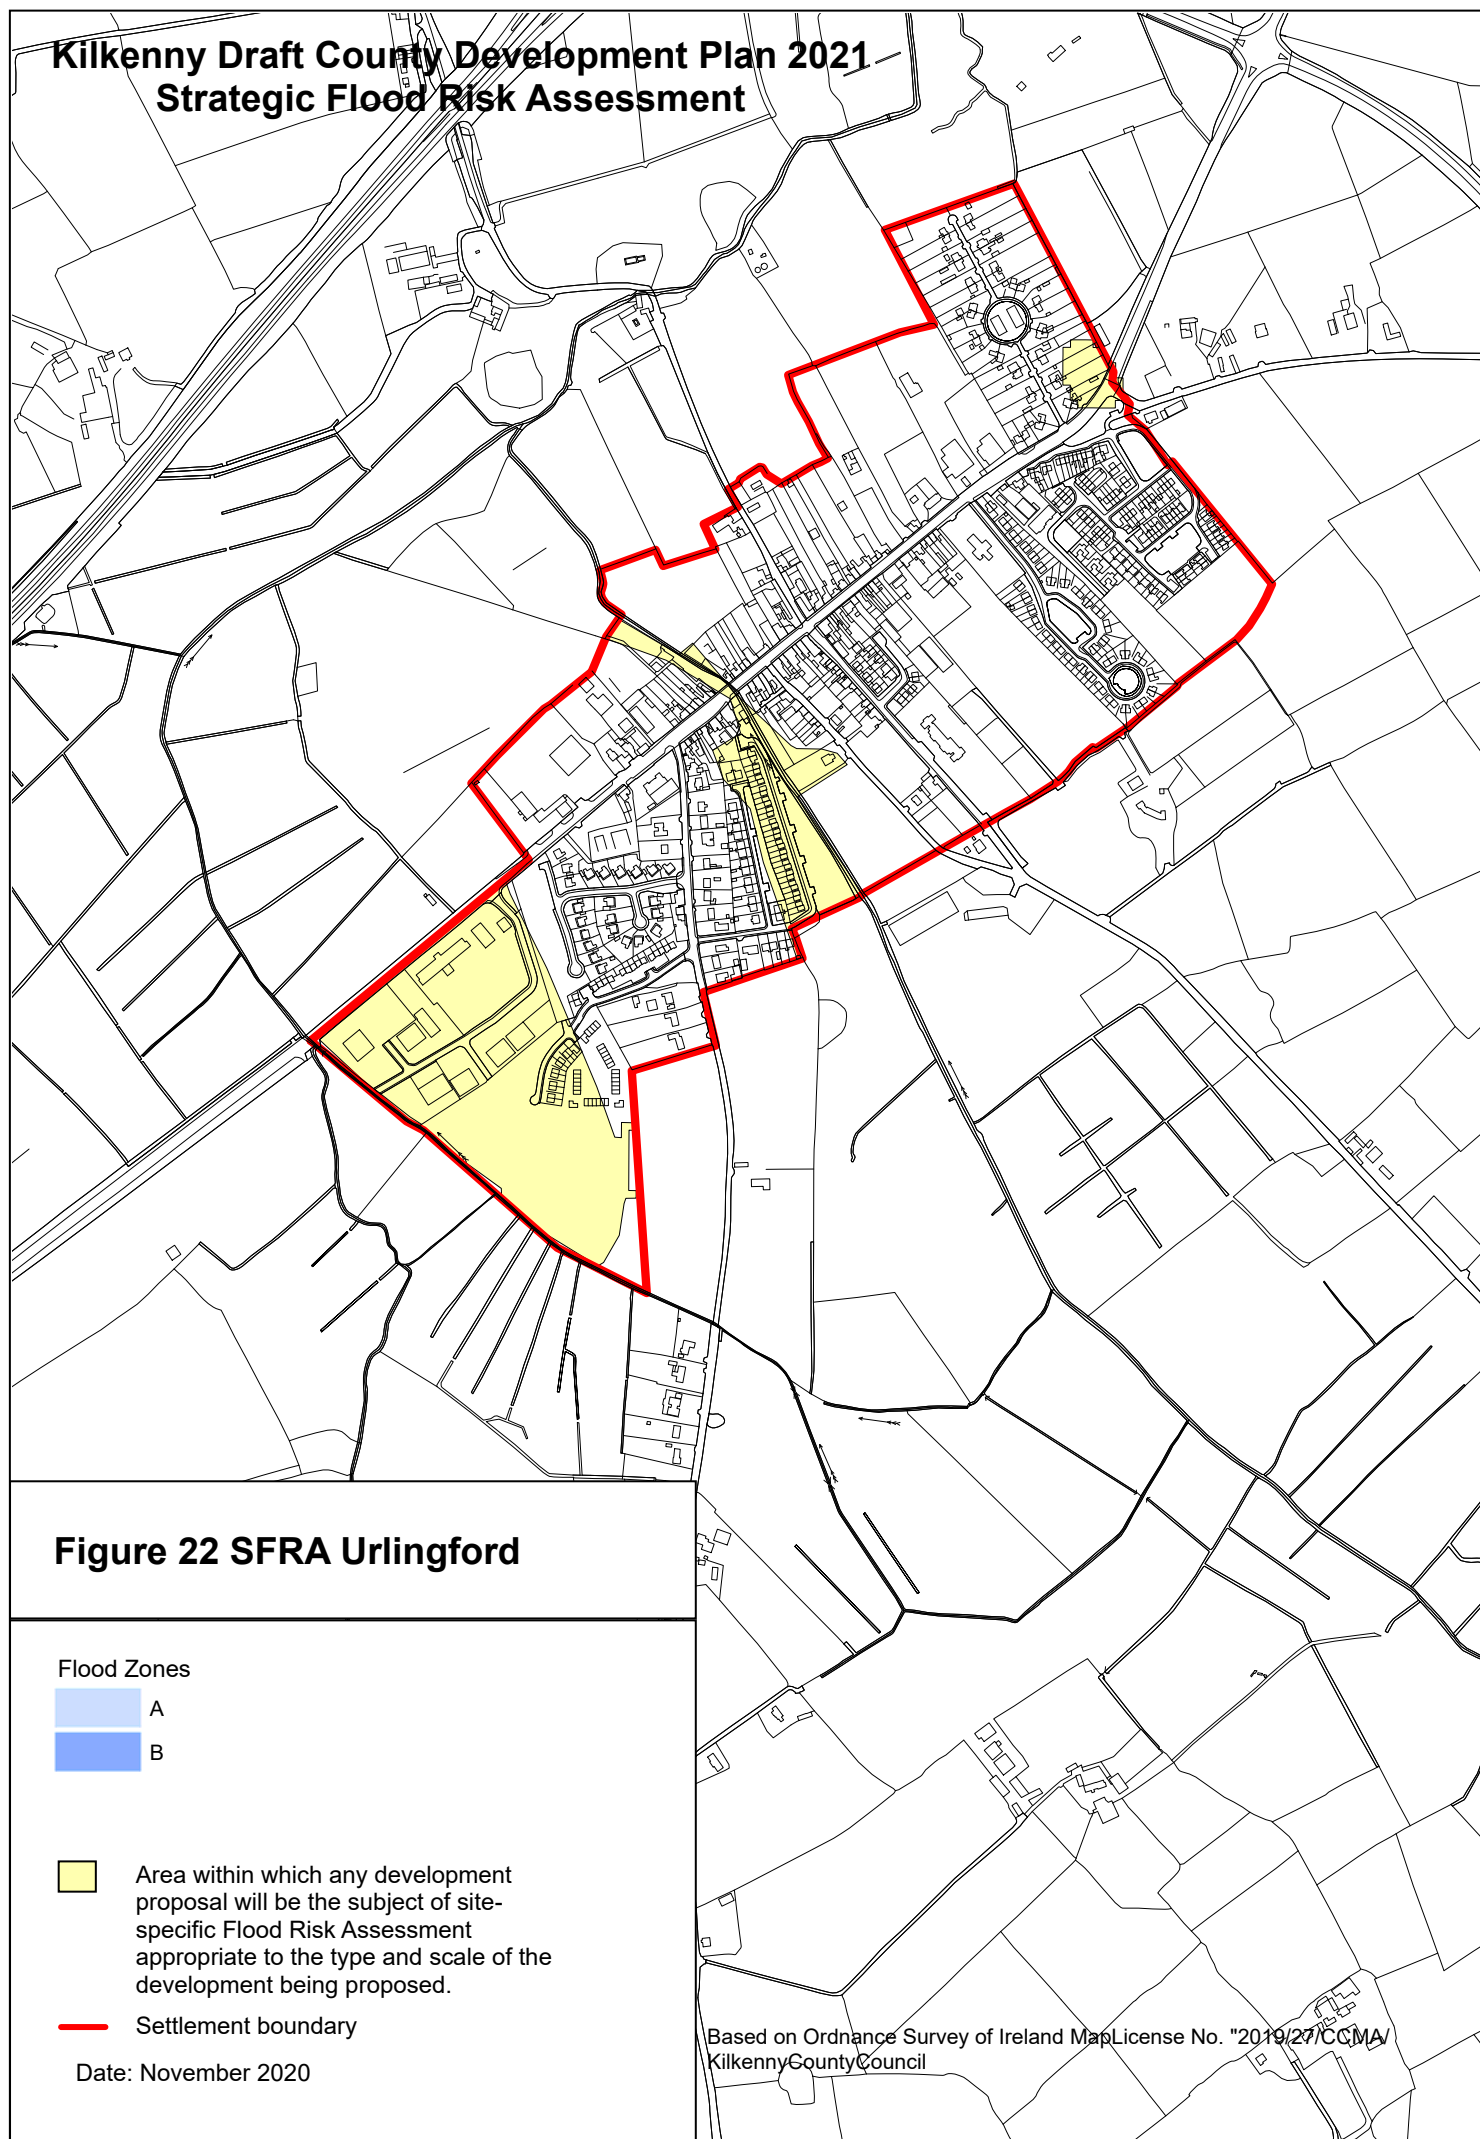 Kilkenny Draft County Development Plan 2021
Strategic Flood Risk Assessment
Figure 22 SFRA Urlingford
Flood Zones
A
B
Area within which any development
proposal will be the subject of site-
specific Flood Risk Assessment
appropriate to the type and scale of the
development being proposed.
Settlement boundary
Date: November 2020
Based on Ordnance Survey of Ireland MapLicense No. "2019/27/CCMA/
KilkennyCountyCouncil